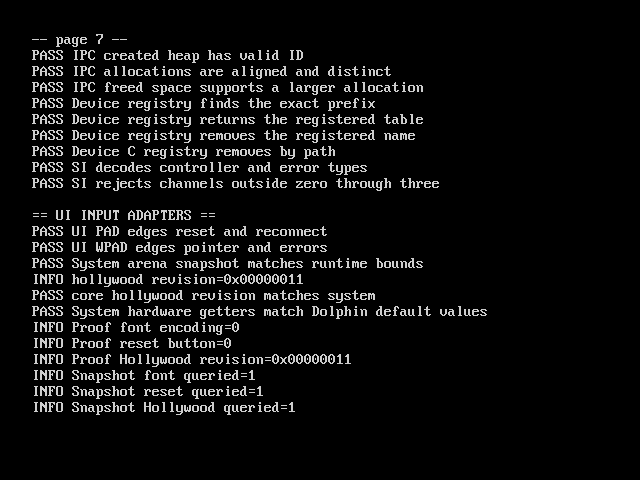 -- page 7 --
PASS IPC created heap has valid ID
PASS IPC allocations are aligned and distinct
PASS IPC freed space supports a larger allocation
PASS Device registry finds the exact prefix
PASS Device registry returns the registered table
PASS Device registry removes the registered name
PASS Device C registry removes by path
PASS SI decodes controller and error types
PASS SI rejects channels outside zero through three
== UI INPUT ADAPTERS ==
PASS UI PAD edges reset and reconnect
PASS UI WPAD edges pointer and errors
PASS System arena snapshot matches runtime bounds
INFO hollywood revision=0x00000011
PASS core hollywood revision matches system
PASS System hardware getters match Dolphin default values
INFO Proof font encoding=0
INFO Proof reset button=0
INFO Proof Hollywood revision=0x00000011
INFO Snapshot font queried=1
INFO Snapshot reset queried=1
INFO Snapshot Hollywood queried=1